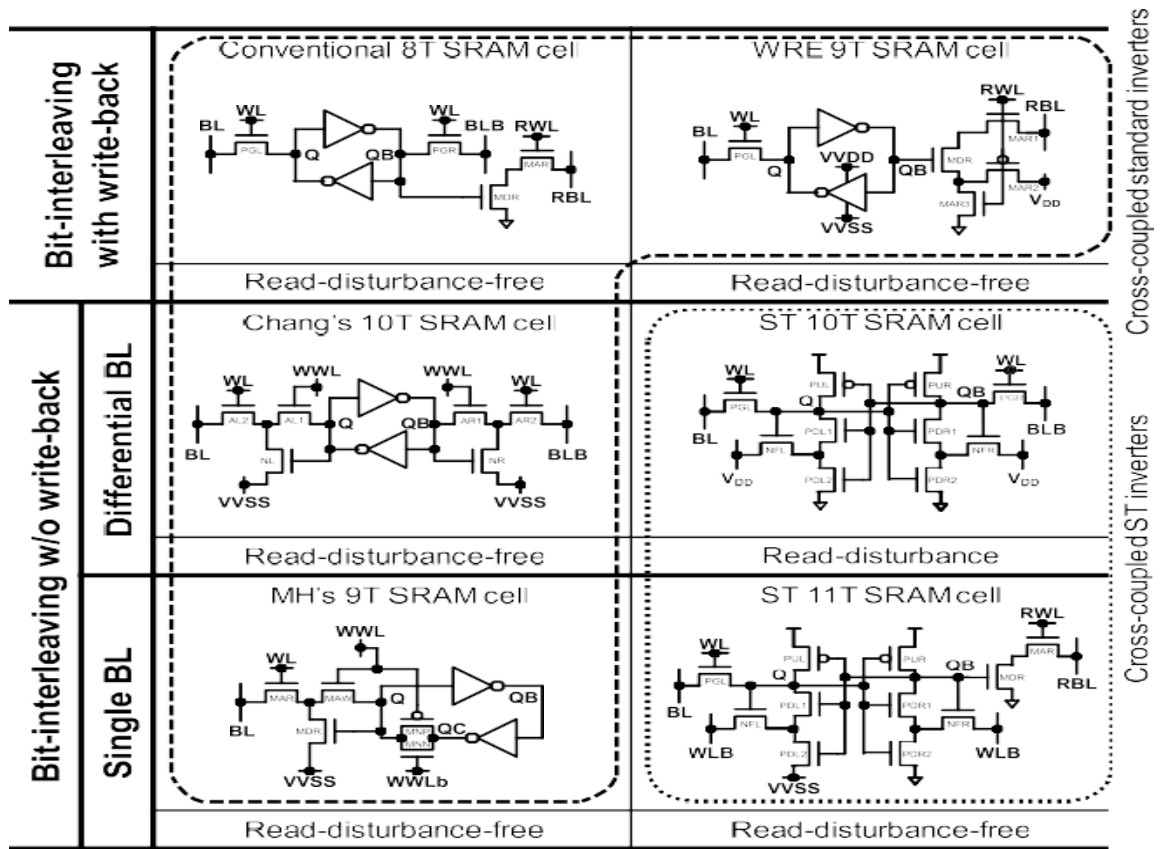 Bit-interleaving
with write-back
Conventional 8T SRAM cell
WL
BL
PGL
Q
QB
PGR
BLB
RWL
MAR
MDR
RBL
Read-disturbance-free
WRE 9T SRAM cell
WL
BL
PGL
Q
VVDD
VVSS
QB
RWL
RBL
MAR1
MDR
MAR2
VDD
MAR3
Read-disturbance-free
Cross-coupled standard inverters
Bit-interleaving w/o write-back
Differential BL
Chang's 10T SRAM cell
WL
WWL
WWL
WL
AL2
AL1
Q
QB
AR1
AR2
BL
BLB
NL
NR
VVSS
VVSS
Read-disturbance-free
ST 10T SRAM cell
WL
PUL
PUR
QB
WL
PGL
Q
PGR
BL
PDL1
PDR1
BLB
NFL
NFR
VDD
PDL2
PDR2
VDD
Read-disturbance
Single BL
MH's 9T SRAM cell
WWL
WL
MAR
MAW
Q
QB
BL
MDR
MNP
MNN
QC
VVSS
WWLb
Read-disturbance-free
ST 11T SRAM cell
WL
PUL
PUR
QB
RWL
MAR
PGL
Q
MDR
RBL
BL
PDL1
PDR1
NFL
NFR
WLB
PDL2
PDR2
WLB
VVSS
Read-disturbance-free
Cross-coupled ST inverters